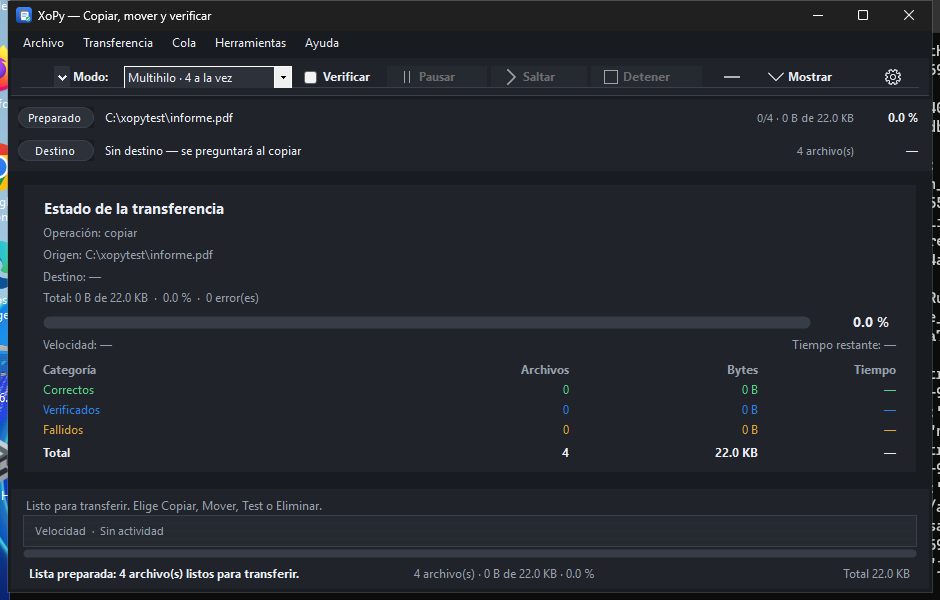 XoPy — Copiar, mover y verificar
Archivo Transferencia Cola Herramientas Ayuda
Modo: Multihilo · 4 a la vez Verificar Pausar Saltar Detener Mostrar
Preparado C:\xopytest\informe.pdf 0/4 · 0 B de 22.0 KB 0.0 %
Destino Sin destino — se preguntará al copiar 4 archivo(s) —
Estado de la transferencia
Operación: copiar
Origen: C:\xopytest\informe.pdf
Destino: —
Total: 0 B de 22.0 KB · 0.0 % · 0 error(es)
0.0 %
Velocidad: — Tiempo restante: —
Categoría Archivos Bytes Tiempo
Correctos 0 0 B —
Verificados 0 0 B —
Fallidos 0 0 B —
Total 4 22.0 KB —
Listo para transferir. Elige Copiar, Mover, Test o Eliminar.
Velocidad · Sin actividad
Lista preparada: 4 archivo(s) listos para transferir. 4 archivo(s) · 0 B de 22.0 KB · 0.0 % Total 22.0 KB